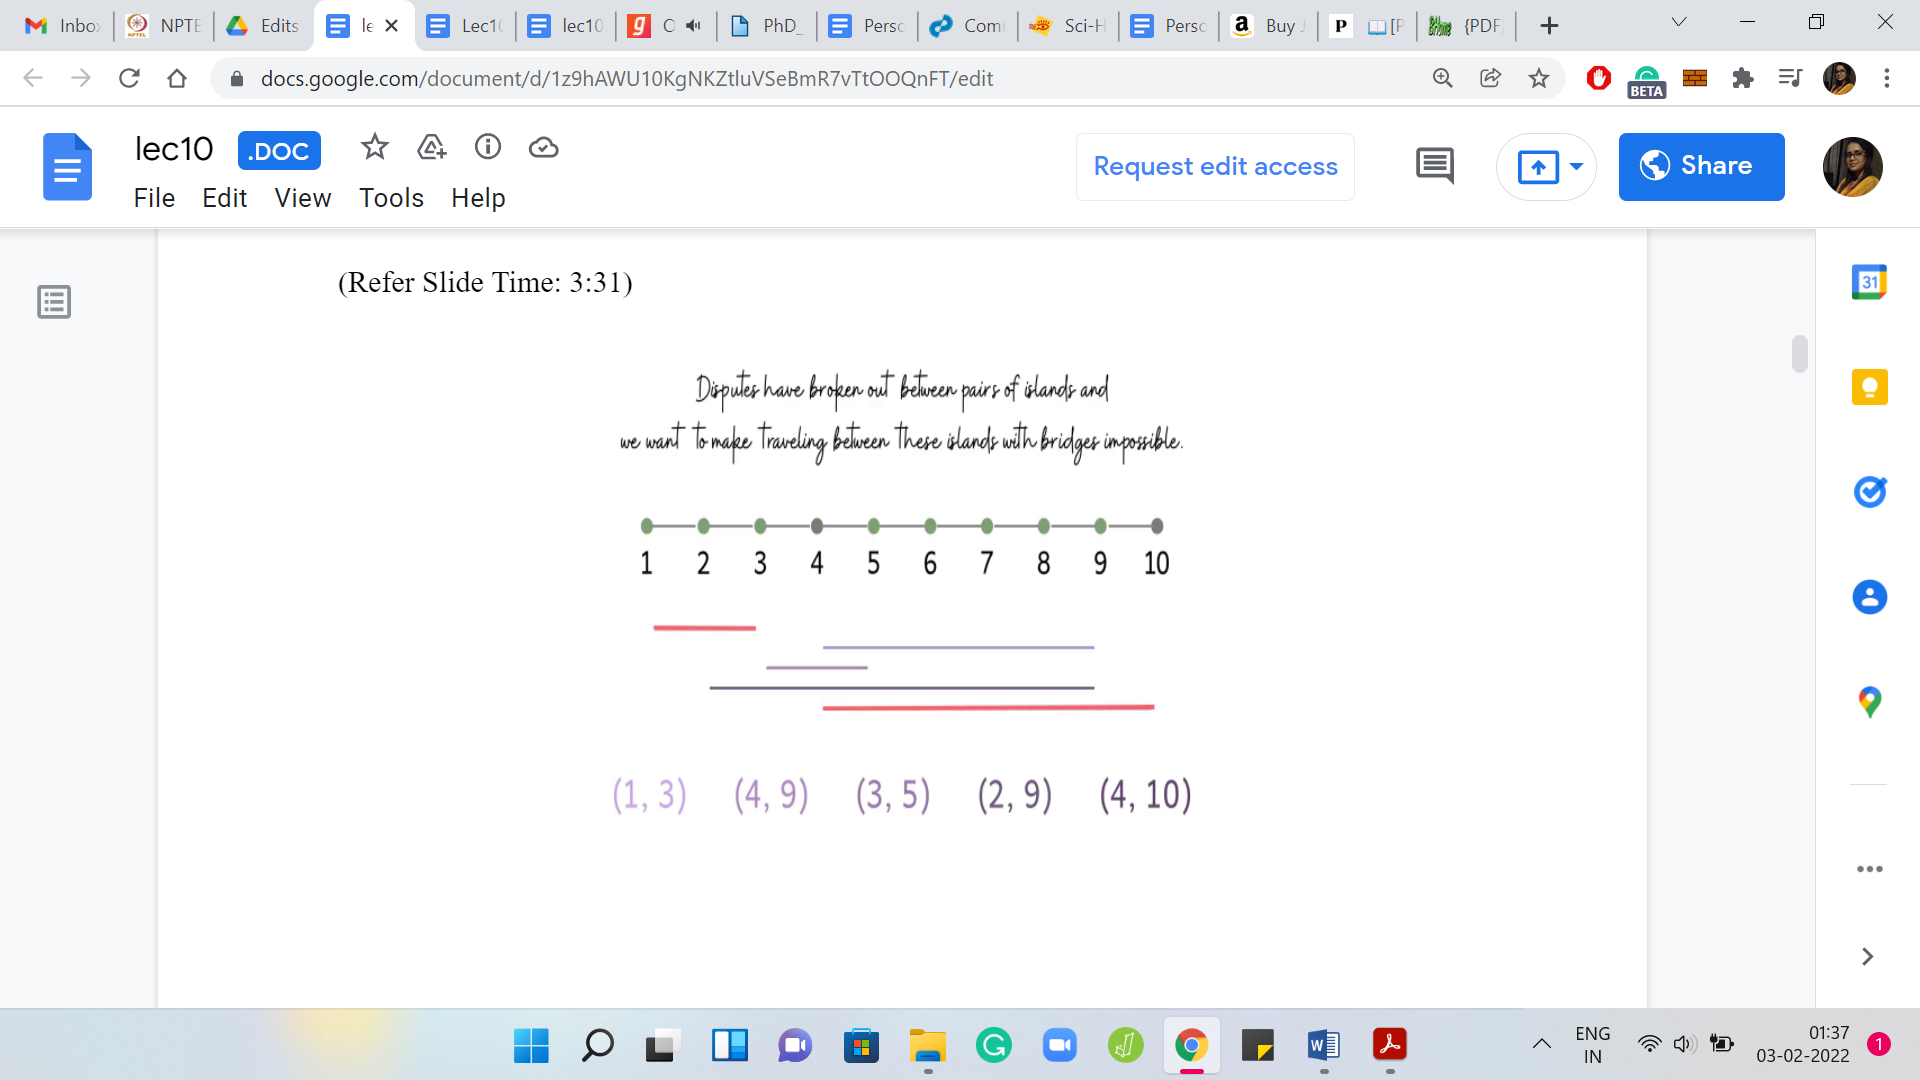 Inbo
NPTE
Edits
le
Lec1
lec10
O
PhD_
Perso
Com
Sci-H
Perso
Buy J
[P
{PDF
docs.google.com/document/d/1z9hAWU10KgNKZtluVSeBmR7vTtOOQnFT/edit
BETA
lec10 .DOC
Request edit access
Share
File Edit View Tools Help
31
(Refer Slide Time: 3:31)
Disputes have broken out between pairs of islands and
we want to make traveling between these islands with bridges impossible.
1 2 3 4 5 6 7 8 9 10
(1, 3) (4, 9) (3, 5) (2, 9) (4, 10)
ENG
IN
01:37
03-02-2022
1